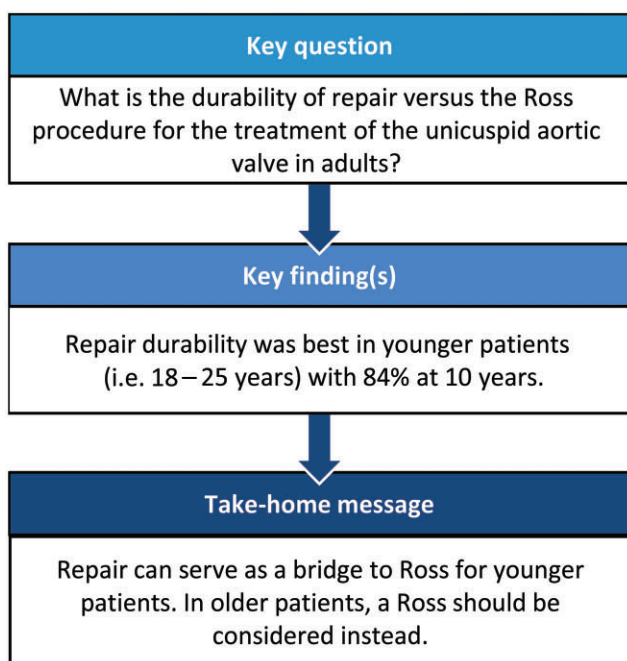 Key question
What is the durability of repair versus the Ross
procedure for the treatment of the unicuspid aortic
valve in adults?
Key finding(s)
Repair durability was best in younger patients
(i.e. 18–25 years) with 84% at 10 years.
Take-home message
Repair can serve as a bridge to Ross for younger
patients. In older patients, a Ross should be
considered instead.